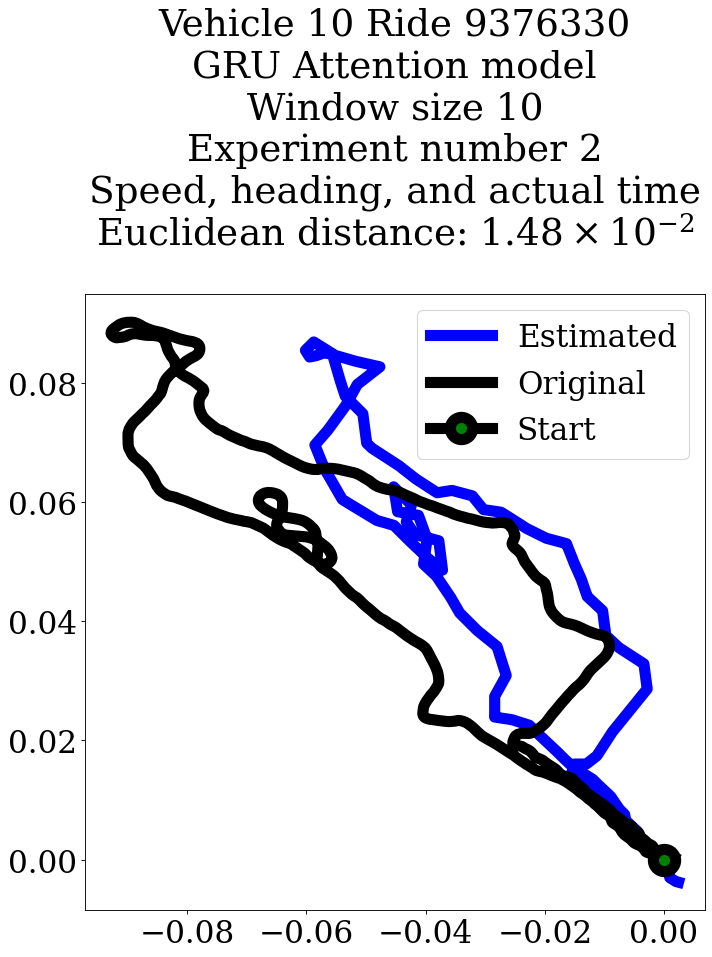 Vehicle 10 Ride 9376330
GRU Attention model
Window size 10
Experiment number 2
Speed, heading, and actual time
Euclidean distance: 1.48 × 10⁻²
Estimated
Original
Start
0.08
0.06
0.04
0.02
0.00
−0.08 −0.06 −0.04 −0.02 0.00